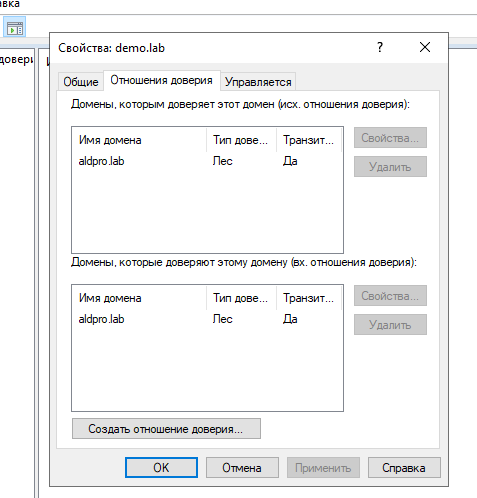 авка
довери
И
Свойства: demo.lab
?
Общие
Отношения доверия
Управляется
Домены, которым доверяет этот домен (исх. отношения доверия):
Имя домена Тип дове... Транзит...
aldpro.lab Лес Да
Свойства...
Удалить
Домены, которые доверяют этому домену (вх. отношения доверия):
Имя домена Тип дове... Транзит...
aldpro.lab Лес Да
Свойства...
Удалить
Создать отношение доверия...
OK Отмена Применить Справка